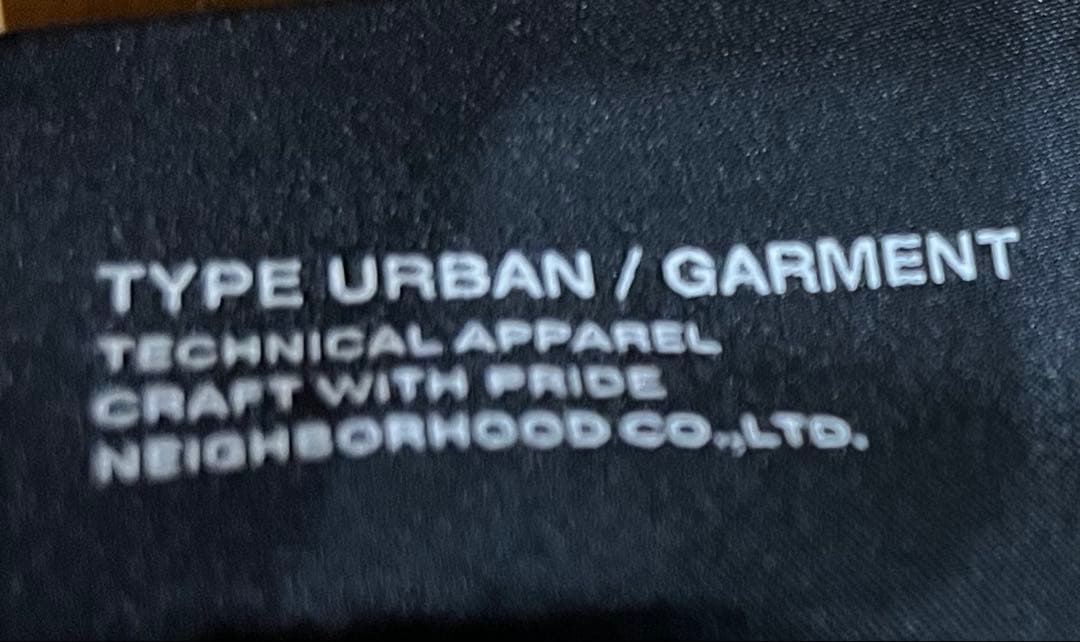 TYPE URBAN / GARMENT
TECHNICAL APPAREL
CRAFT WITH PRIDE
NEIGHBORHOOD CO.,LTD.